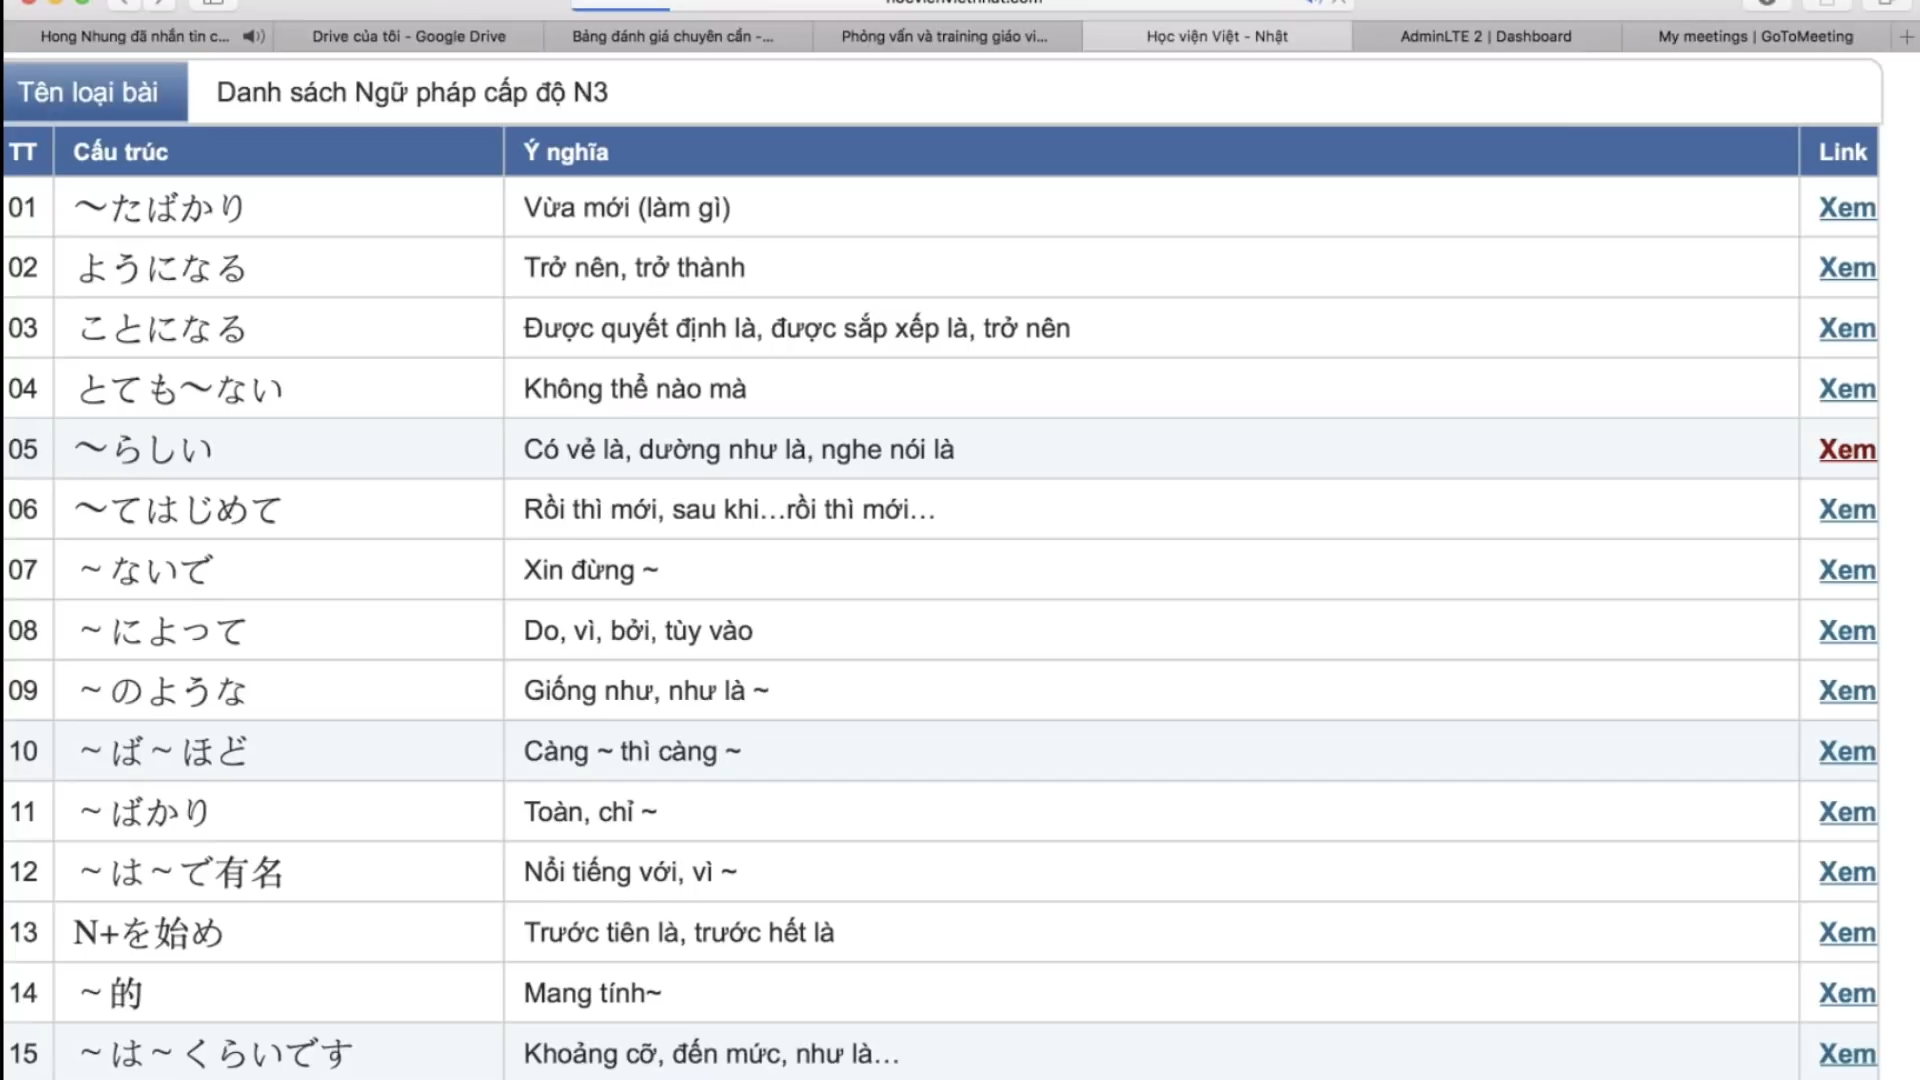 Hong Nhung đã nhắn tin c... Drive của tôi - Google Drive Bảng đánh giá chuyên cần -... Phỏng vấn và training giáo vi... Học viện Việt - Nhật AdminLTE 2 | Dashboard My meetings | GoToMeeting
Tên loại bài Danh sách Ngữ pháp cấp độ N3
TT Cấu trúc Ý nghĩa Link
01 〜たばかり Vừa mới (làm gì) Xem
02 ようになる Trở nên, trở thành Xem
03 ことになる Được quyết định là, được sắp xếp là, trở nên Xem
04 とても〜ない Không thể nào mà Xem
05 〜らしい Có vẻ là, dường như là, nghe nói là Xem
06 〜てはじめて Rồi thì mới, sau khi…rồi thì mới… Xem
07 ~ ないで Xin đừng ~ Xem
08 ~ によって Do, vì, bởi, tùy vào Xem
09 ~ のような Giống như, như là ~ Xem
10 ~ ば ~ ほど Càng ~ thì càng ~ Xem
11 ~ ばかり Toàn, chỉ ~ Xem
12 ~ は ~ で有名 Nổi tiếng với, vì ~ Xem
13 N+を始め Trước tiên là, trước hết là Xem
14 ~ 的 Mang tính~ Xem
15 ~ は ~ くらいです Khoảng cỡ, đến mức, như là… Xem